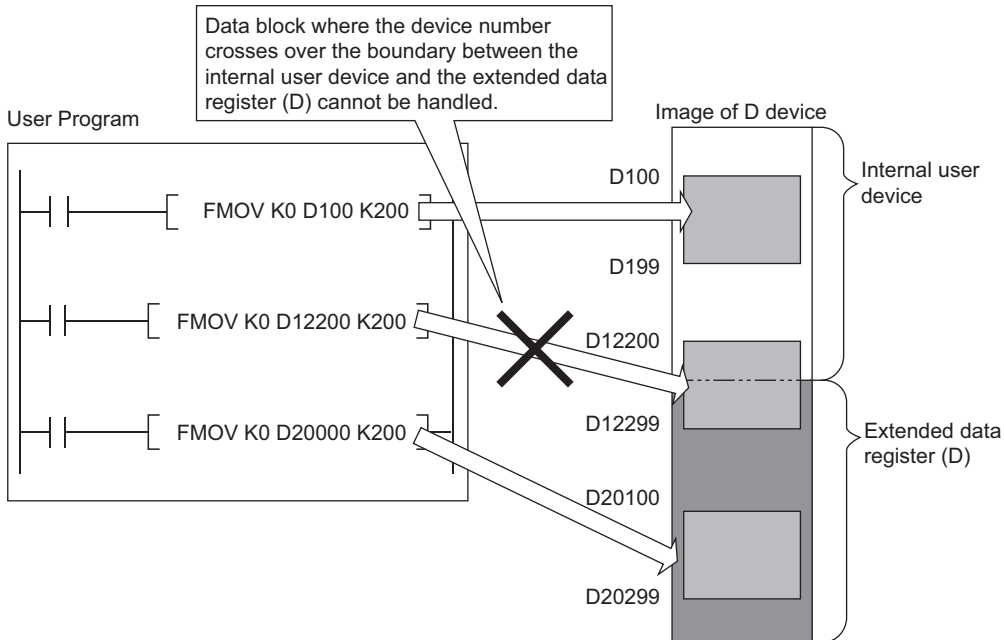 Data block where the device number
crosses over the boundary between the
internal user device and the extended data
register (D) cannot be handled.
User Program
Image of D device
D100
Internal user
device
FMOV K0 D100 K200
D199
FMOV K0 D12200 K200
D12200
D12299
FMOV K0 D20000 K200
Extended data
register (D)
D20100
D20299